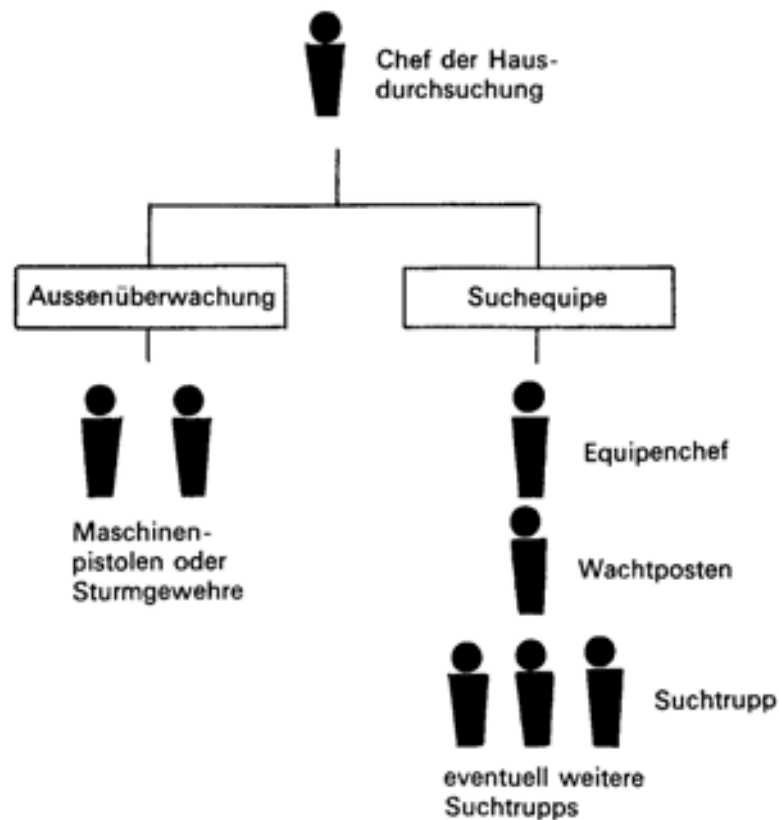 Chef der Haus-
durchsuchung
Aussenüberwachung
Suchequipe
Maschinen-
pistolen oder
Sturmgewehre
Equipenchef
Wachtposten
Suchtrupp
eventuell weitere
Suchtrupps